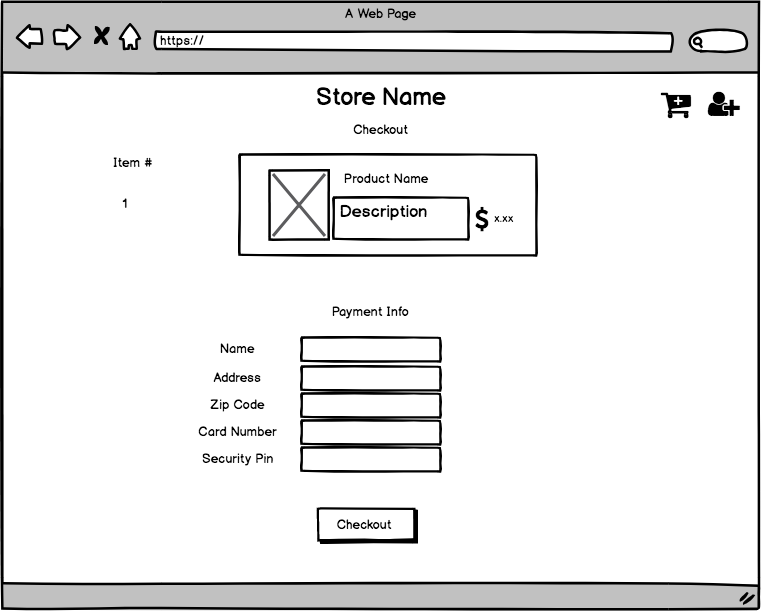 A Web Page
https://
Store Name
Checkout
Item #
1
Product Name
Description
$ x.xx
Payment Info
Name
Address
Zip Code
Card Number
Security Pin
Checkout